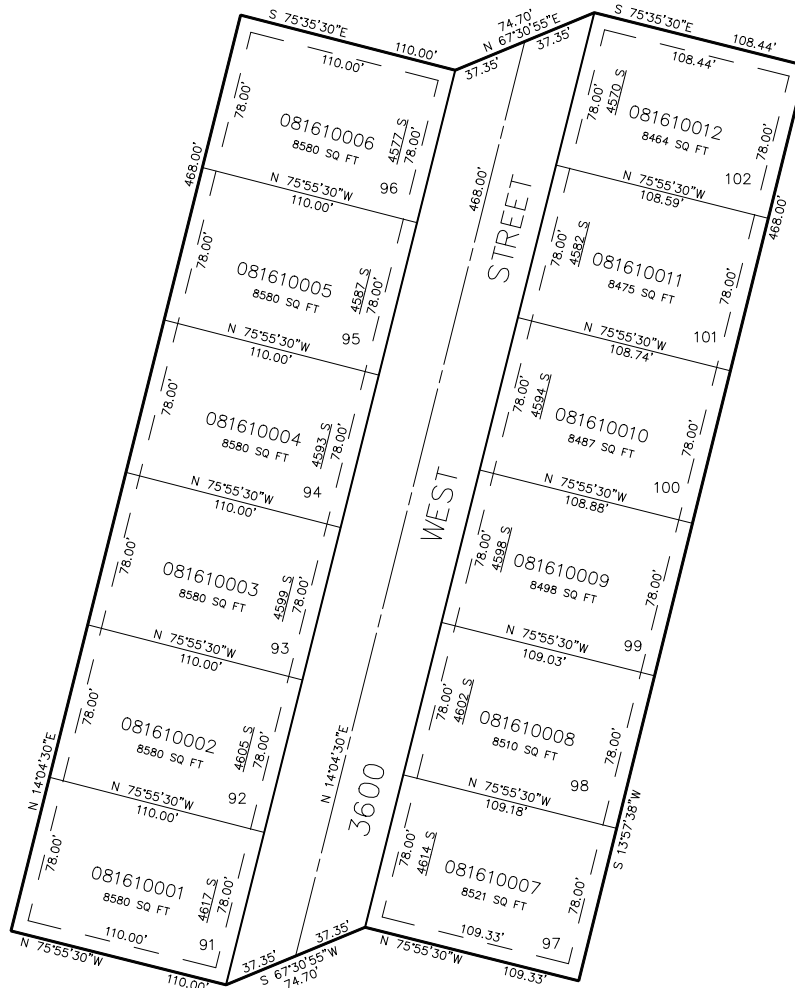 S 75°35'30"E
110.00'
110.00'
78.00'
081610006
8580 SQ FT
4577 S
78.00'
96
468.00'
N 75°55'30"W
110.00'
78.00'
081610005
8580 SQ FT
4587 S
78.00'
95
N 75°55'30"W
110.00'
78.00'
081610004
8580 SQ FT
4593 S
78.00'
94
N 75°55'30"W
110.00'
78.00'
081610003
8580 SQ FT
4599 S
78.00'
93
N 75°55'30"W
110.00'
78.00'
081610002
8580 SQ FT
4605 S
78.00'
92
N 14°04'30"E
N 75°55'30"W
110.00'
78.00'
081610001
8580 SQ FT
4617 S
78.00'
91
110.00'
N 75°55'30"W
110.00'
74.70'
N 67°30'55"E
37.35'
37.35'
468.00'
3600 WEST STREET
N 14°04'30"E
37.35'
37.35'
S 67°30'55"W
74.70'
S 75°35'30"E
108.44'
108.44'
78.00'
4570 S
081610012
8464 SQ FT
78.00'
102
468.00'
N 75°55'30"W
108.59'
78.00'
4582 S
081610011
8475 SQ FT
78.00'
101
N 75°55'30"W
108.74'
78.00'
4594 S
081610010
8487 SQ FT
78.00'
100
N 75°55'30"W
108.88'
78.00'
4598 S
081610009
8498 SQ FT
78.00'
99
N 75°55'30"W
109.03'
78.00'
4602 S
081610008
8510 SQ FT
78.00'
98
S 13°57'38"W
N 75°55'30"W
109.18'
78.00'
4614 S
081610007
8521 SQ FT
78.00'
97
109.33'
N 75°55'30"W
109.33'